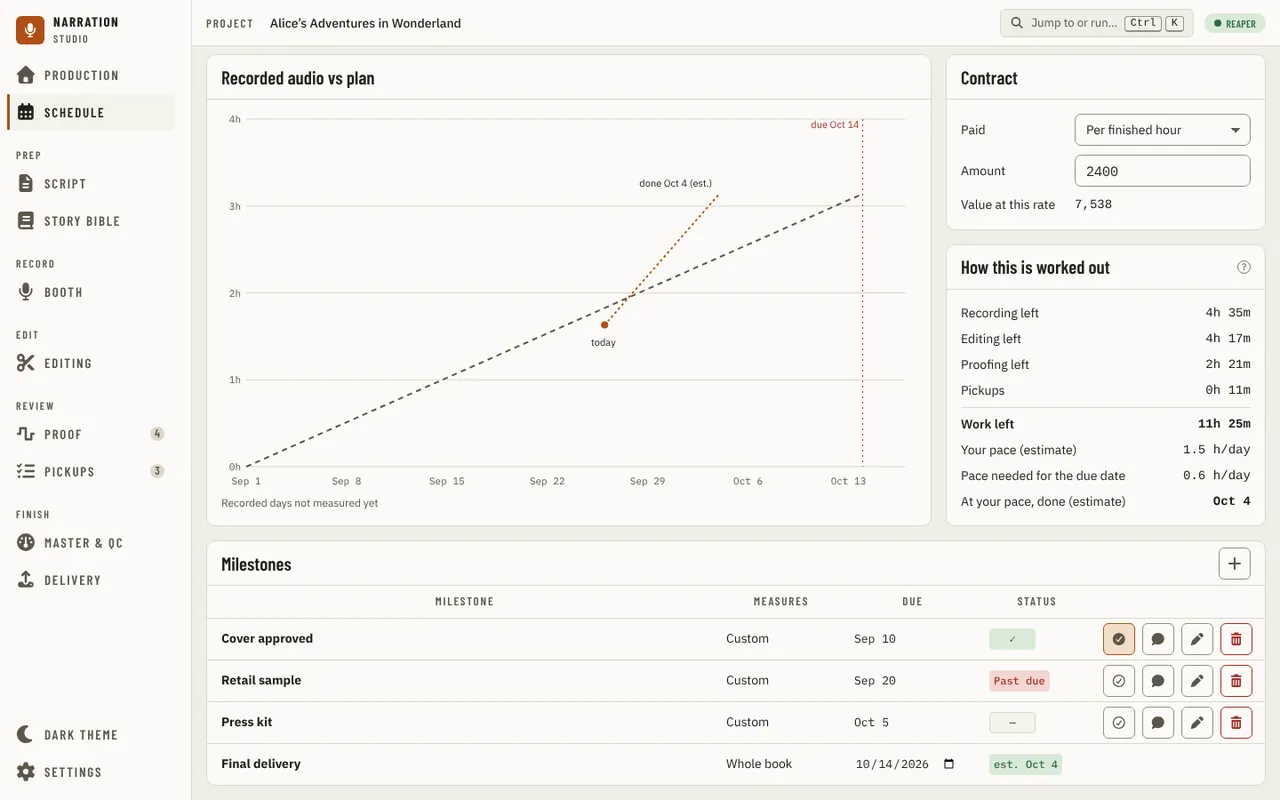 NARRATION
STUDIO
PRODUCTION
SCHEDULE
PREP
SCRIPT
STORY BIBLE
RECORD
BOOTH
EDIT
EDITING
REVIEW
PROOF 4
PICKUPS 3
FINISH
MASTER & QC
DELIVERY
DARK THEME
SETTINGS
PROJECT Alice's Adventures in Wonderland
Jump to or run... Ctrl K
REAPER
Recorded audio vs plan
4h
3h
2h
1h
0h
due Oct 14
done Oct 4 (est.)
today
Sep 1 Sep 8 Sep 15 Sep 22 Sep 29 Oct 6 Oct 13
Recorded days not measured yet
Contract
Paid Per finished hour
Amount 2400
Value at this rate 7,538
How this is worked out ?
Recording left 4h 35m
Editing left 4h 17m
Proofing left 2h 21m
Pickups 0h 11m
Work left 11h 25m
Your pace (estimate) 1.5 h/day
Pace needed for the due date 0.6 h/day
At your pace, done (estimate) Oct 4
Milestones
MILESTONE MEASURES DUE STATUS
Cover approved Custom Sep 10 ✓
Retail sample Custom Sep 20 Past due
Press kit Custom Oct 5 —
Final delivery Whole book 10/14/2026 est. Oct 4